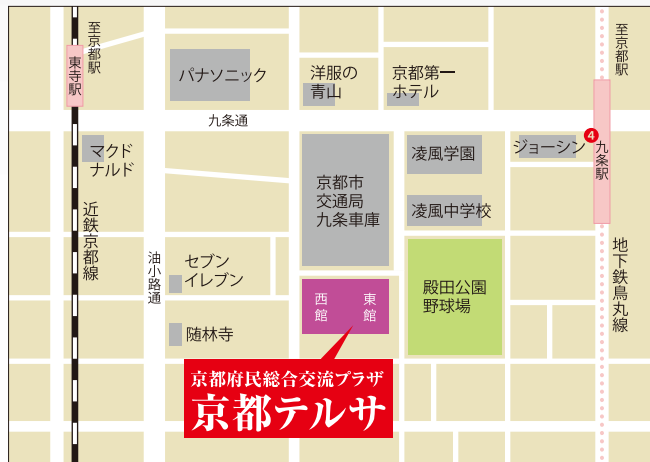 至京都駅
東寺駅
パナソニック
洋服の
青山
京都第一
ホテル
至京都駅
九条通
マクド
ナルド
京都市
交通局
九条車庫
凌風学園
ジョーシン
4
九条駅
凌風中学校
近鉄京都線
油小路通
セブン
イレブン
西館
東館
殿田公園
野球場
地下鉄烏丸線
随林寺
京都府民総合交流プラザ
京都テルサ